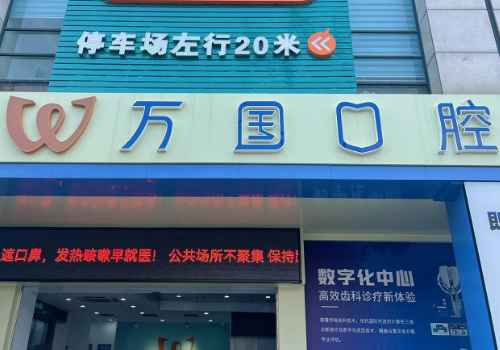 停车场左行20米
万国口腔
遮口鼻，发热咳嗽早就医！ 公共场所不聚集 保持
数字化中心
高效齿科诊疗新体验